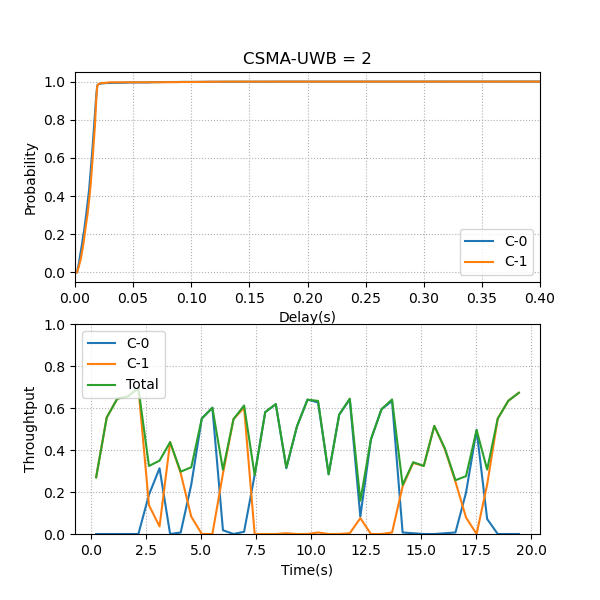 CSMA-UWB = 2
1.0
0.8
0.6
0.4
0.2
0.0
Probability
C-0
C-1
0.00 0.05 0.10 0.15 0.20 0.25 0.30 0.35 0.40
Delay(s)
1.0
0.8
0.6
0.4
0.2
0.0
Throughtput
C-0
C-1
Total
0.0 2.5 5.0 7.5 10.0 12.5 15.0 17.5 20.0
Time(s)